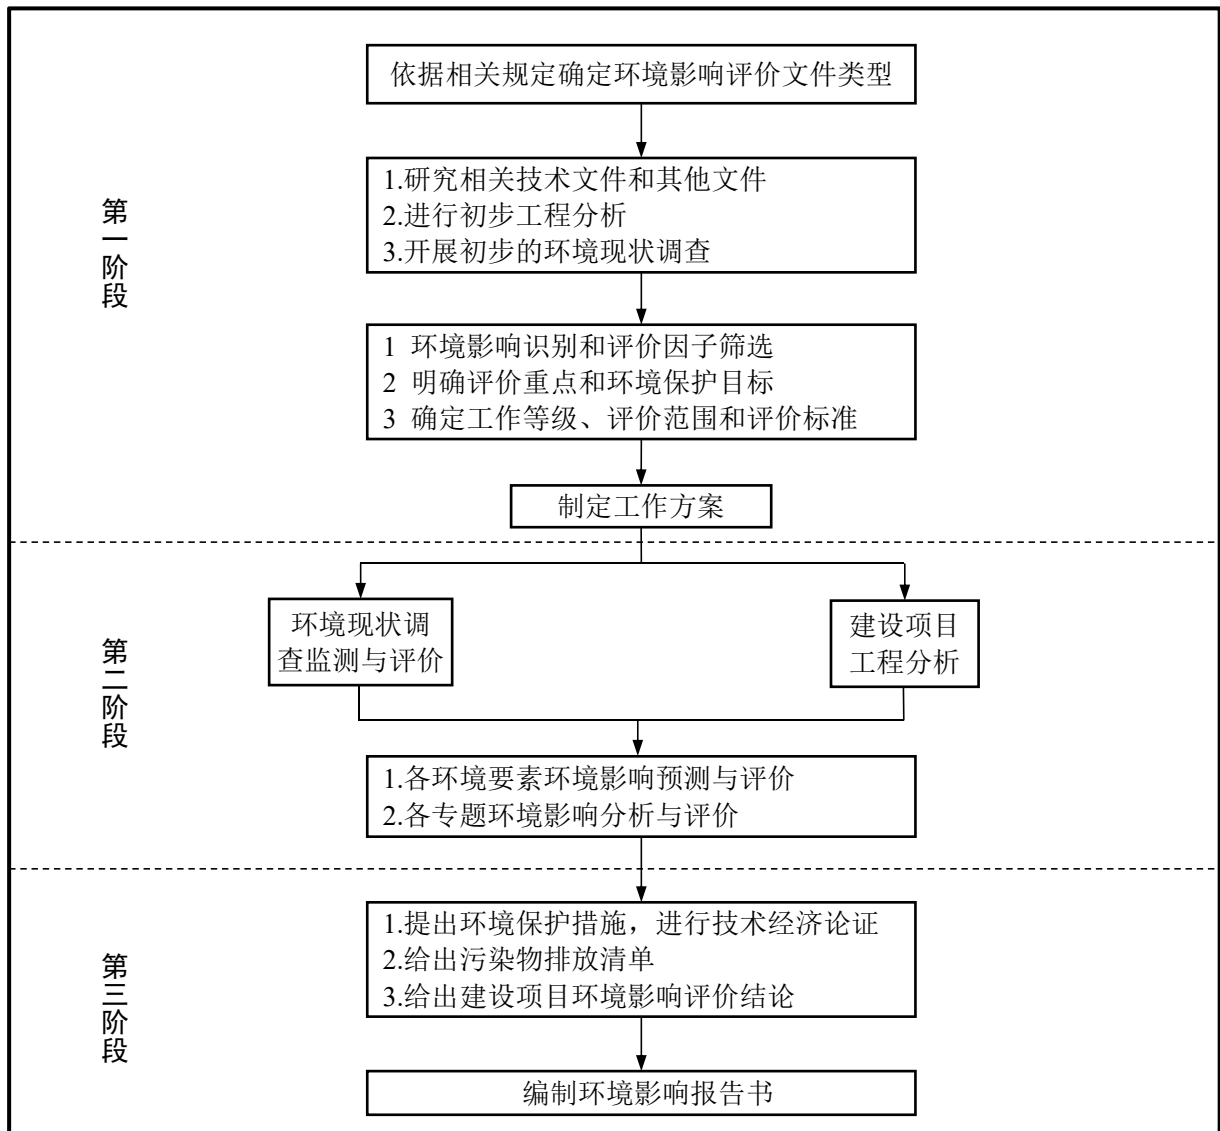 依据相关规定确定环境影响评价文件类型
第一阶段
1.研究相关技术文件和其他文件
2.进行初步工程分析
3.开展初步的环境现状调查
1 环境影响识别和评价因子筛选
2 明确评价重点和环境保护目标
3 确定工作等级、评价范围和评价标准
制定工作方案
第二阶段
环境现状调
查监测与评价
建设项目
工程分析
1.各环境要素环境影响预测与评价
2.各专题环境影响分析与评价
第三阶段
1.提出环境保护措施，进行技术经济论证
2.给出污染物排放清单
3.给出建设项目环境影响评价结论
编制环境影响报告书